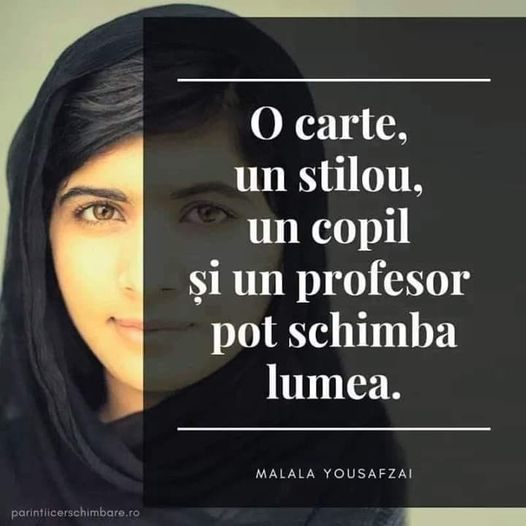 O carte,
un stilou,
un copil
și un profesor
pot schimba
lumea.
MALALA YOUSAFZAI
parintiicerschimbare.ro